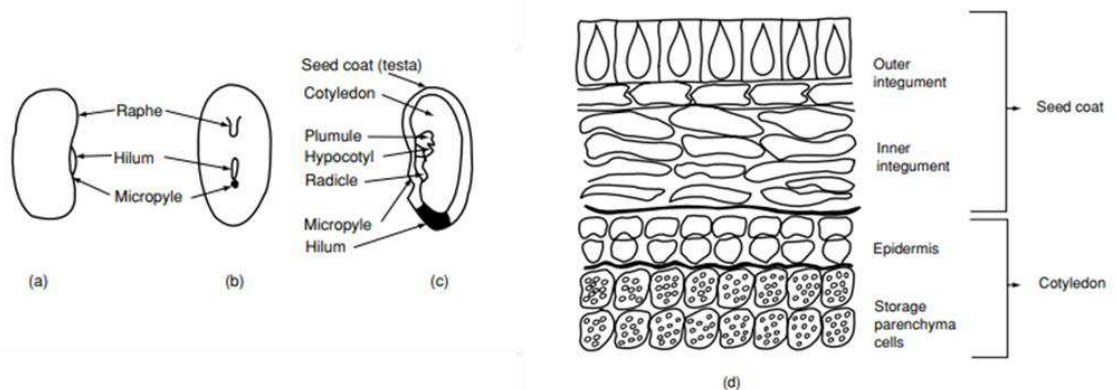 Raphe
Hilum
Micropyle
(a)
(b)
Seed coat (testa)
Cotyledon
Plumule
Hypocotyl
Radicle
Micropyle
Hilum
(c)
Outer
integument
Seed coat
Inner
integument
Epidermis
Cotyledon
Storage
parenchyma
cells
(d)